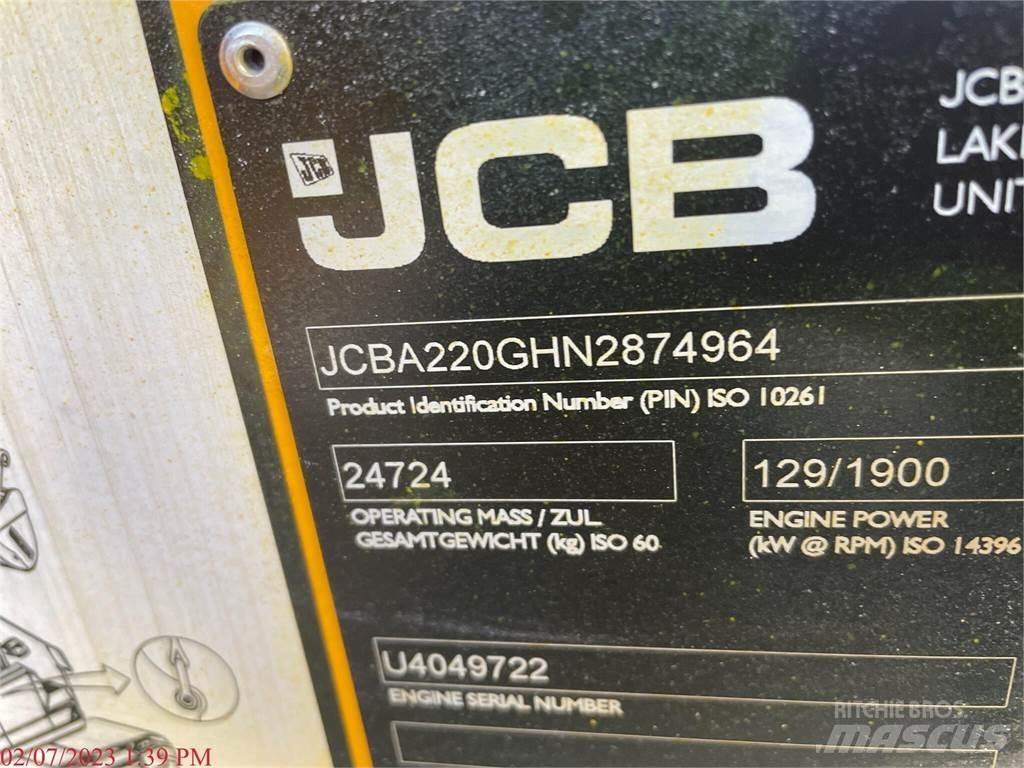 JCB
JCB
JCB
LAK
UNIT
JCBA220GHN2874964
Product Identification Number (PIN) ISO 10261
24724
129/1900
OPERATING MASS / ZUL.
GESAMTGEWICHT (kg) ISO 60
ENGINE POWER
(kW @ RPM) ISO 14396
U4049722
ENGINE SERIAL NUMBER
RITCHIE BROS.
MASCUS
02/07/2023 1:39 PM